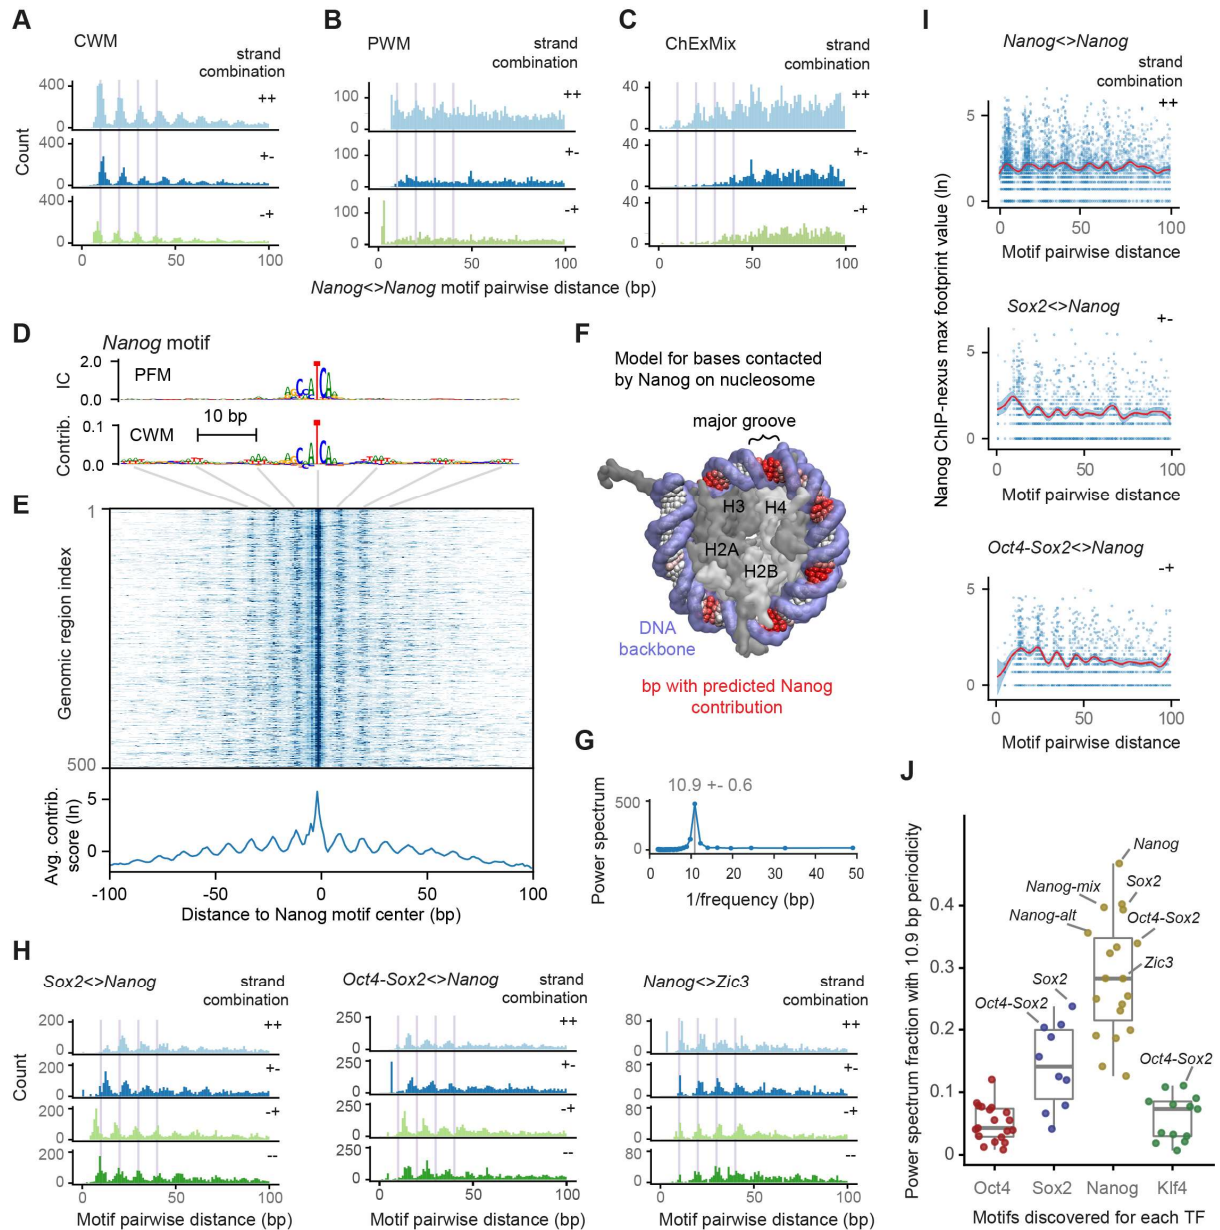 A
CWM
strand
combination
400
++
0
400
+-
0
400
-+
0
0
50
100
Count
B
PWM
strand
combination
100
++
0
100
+-
0
100
-+
0
0
50
100
C
ChExMix
strand
combination
40
++
0
40
+-
0
40
-+
0
0
50
100
Nanog<>Nanog motif pairwise distance (bp)
D
Nanog motif
2.0
PFM
IC
0.0
0.1
CWM
10 bp
Contrib.
0.0
E
1
Genomic region index
500
Avg. contrib.
score (ln)
5
0
-100
-50
0
50
100
Distance to Nanog motif center (bp)
F
Model for bases contacted
by Nanog on nucleosome
major groove
H3
H4
H2A
H2B
DNA
backbone
bp with predicted Nanog
contribution
G
10.9 +- 0.6
500
0
Power spectrum
0
10
20
30
40
50
1/frequency (bp)
H
Sox2<>Nanog
strand
combination
200
++
0
200
+-
0
200
-+
0
200
--
0
0
50
100
Count
Motif pairwise distance (bp)
Oct4-Sox2<>Nanog
strand
combination
250
++
0
250
+-
0
250
-+
0
250
--
0
0
50
100
Motif pairwise distance (bp)
Nanog<>Zic3
strand
combination
80
++
0
80
+-
0
80
-+
0
80
--
0
0
50
100
Motif pairwise distance (bp)
I
Nanog<>Nanog
strand
combination
++
5
0
0
50
100
Motif pairwise distance
Nanog ChIP-nexus max footprint value (ln)
Sox2<>Nanog
+-
5
0
0
50
100
Motif pairwise distance
Oct4-Sox2<>Nanog
-+
5
0
0
50
100
Motif pairwise distance
J
Power spectrum fraction with 10.9 bp periodicity
0.4
0.3
0.2
0.1
0
Nanog
Nanog-mix
Sox2
Nanog-alt
Oct4-Sox2
Zic3
Sox2
Oct4-Sox2
Oct4-Sox2
Oct4
Sox2
Nanog
Klf4
Motifs discovered for each TF